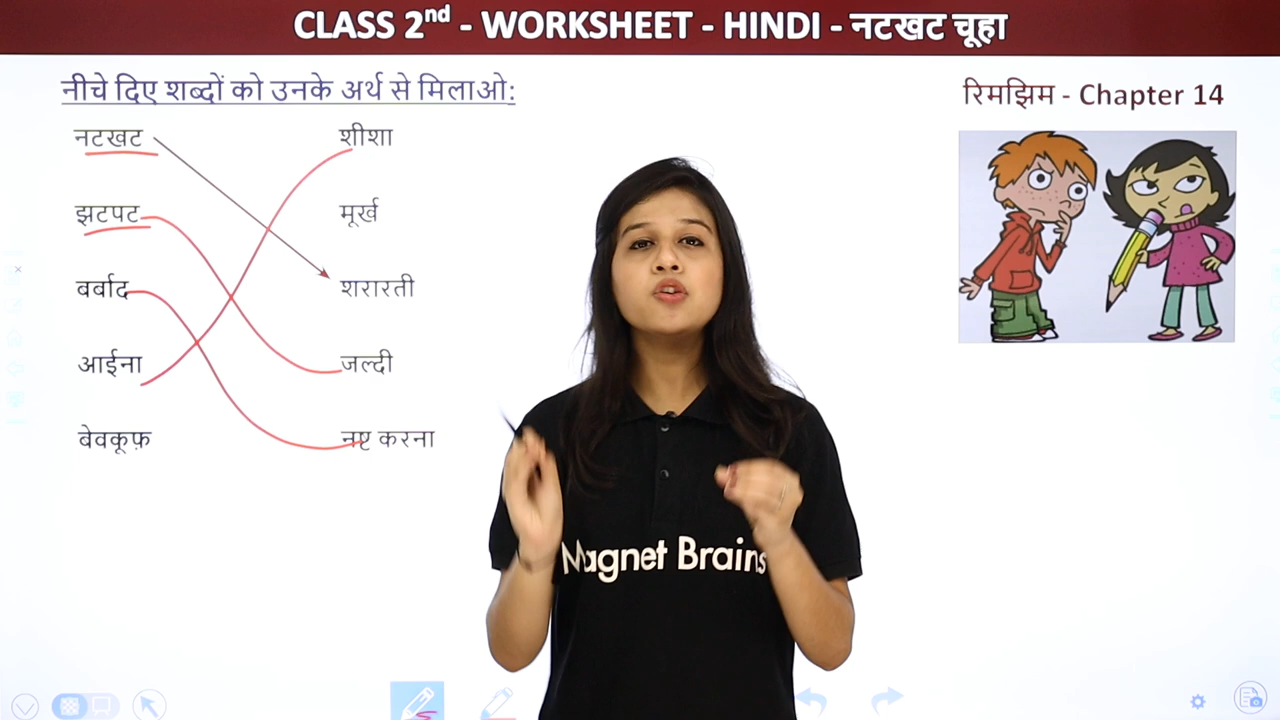 CLASS 2nd - WORKSHEET - HINDI - नटखट चूहा
नीचे दिए शब्दों को उनके अर्थ से मिलाओ:
रिमझिम - Chapter 14
नटखट शीशा
झटपट मूर्ख
बर्बाद शरारती
आईना जल्दी
बेवकूफ़ नष्ट करना
Magnet Brains